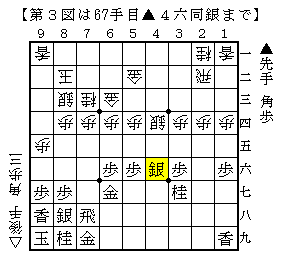 【第３図は67手目▲４六同銀まで】
9 8 7 6 5 4 3 2 1
香 桂 香 一
玉 金 飛 二
銀 桂 金 三
歩 歩 歩 歩 銀 歩 歩 歩 四
歩 五
歩 歩 銀 歩 歩 六
歩 歩 金 桂 七
香 銀 飛 八
玉 桂 金 香 九
▲先手 角歩
△後手 角歩三